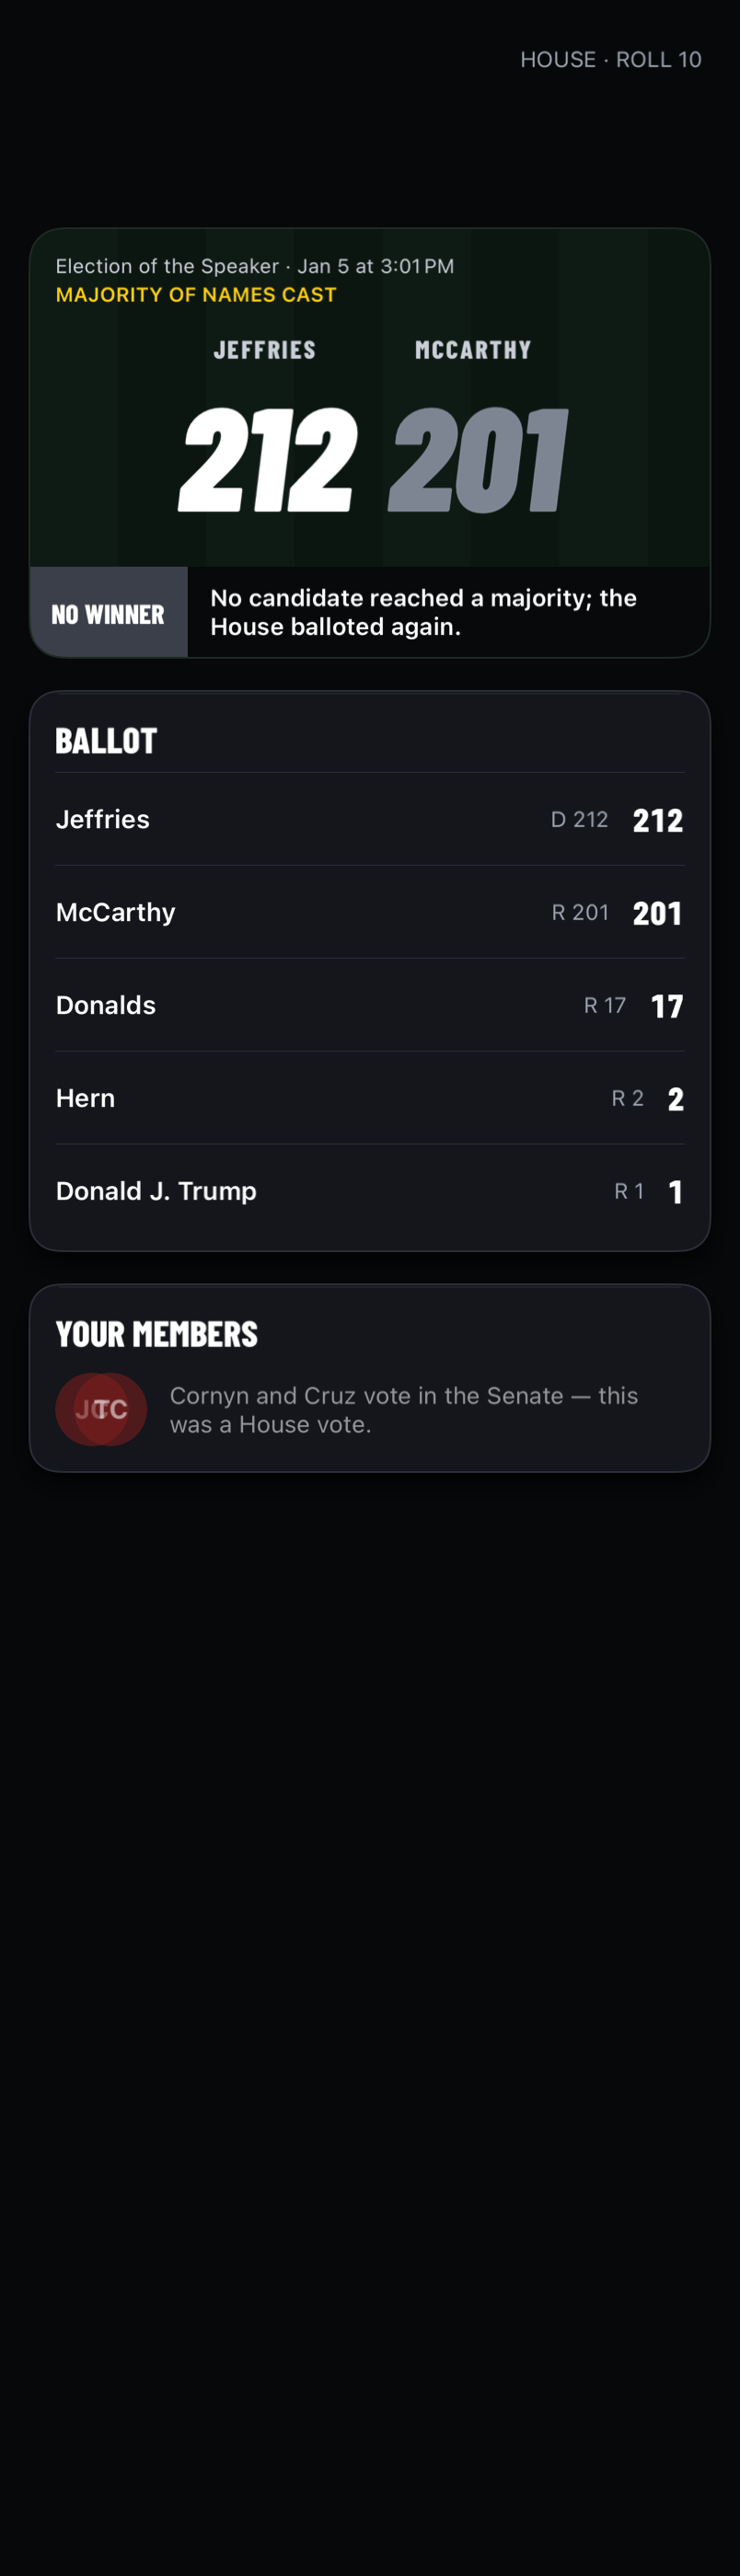 HOUSE · ROLL 10
Election of the Speaker · Jan 5 at 3:01 PM
MAJORITY OF NAMES CAST
JEFFRIES MCCARTHY
212 201
NO WINNER
No candidate reached a majority; the
House balloted again.
BALLOT
Jeffries D 212 212
McCarthy R 201 201
Donalds R 17 17
Hern R 2 2
Donald J. Trump R 1 1
YOUR MEMBERS
JC TC
Cornyn and Cruz vote in the Senate — this
was a House vote.